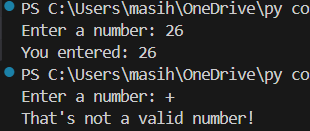 PS C:\Users\masih\OneDrive\py co
Enter a number: 26
You entered: 26
PS C:\Users\masih\OneDrive\py co
Enter a number: +
That's not a valid number!